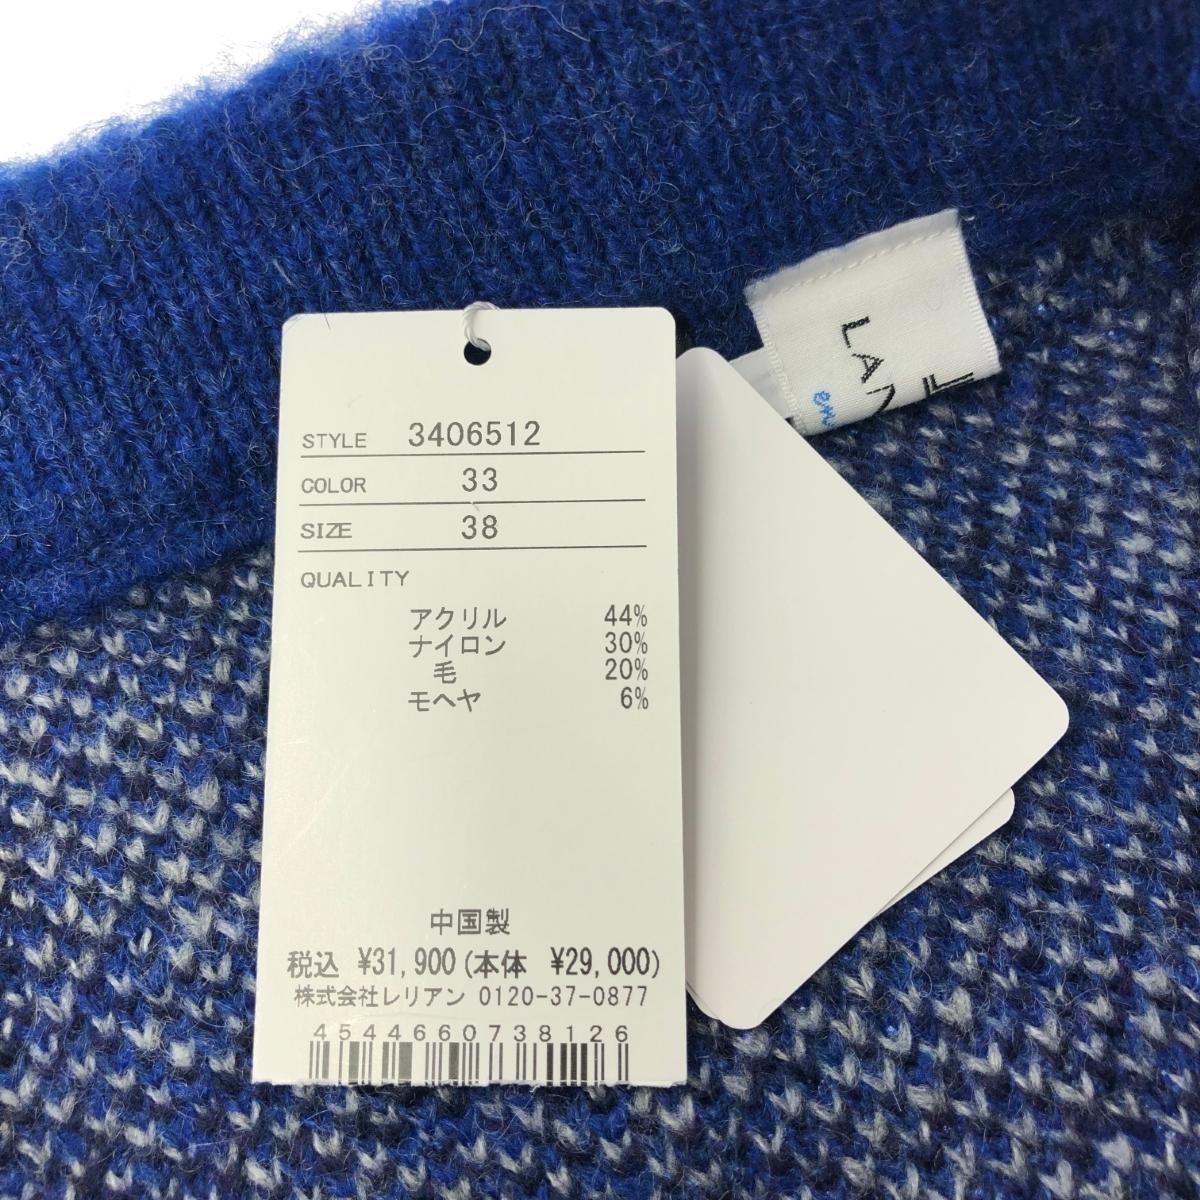 STYLE 3406512
COLOR 33
SIZE 38
QUALITY
アクリル 44%
ナイロン 30%
毛 20%
モヘヤ 6%
中国製
税込 ¥31,900(本体 ¥29,000)
株式会社レリアン 0120-37-0877
4544660738126